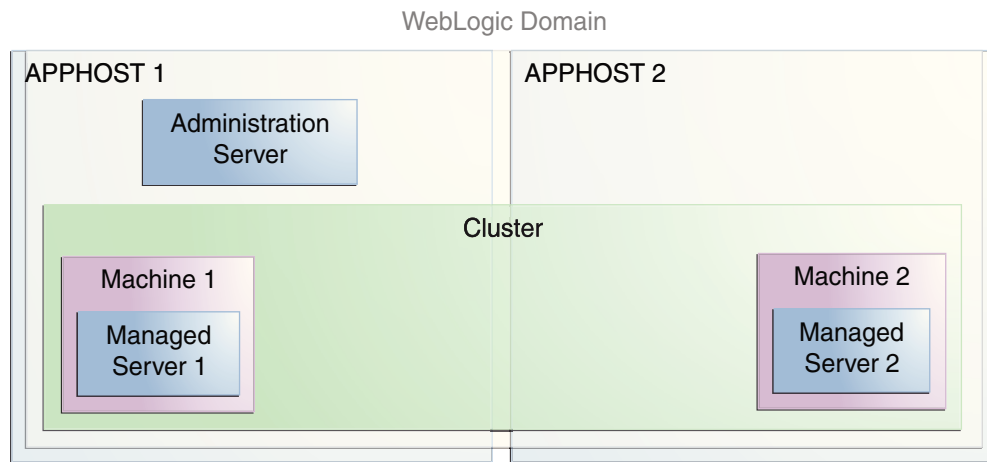 WebLogic Domain
APPHOST 1
APPHOST 2
Administration
Server
Cluster
Machine 1
Managed
Server 1
Machine 2
Managed
Server 2